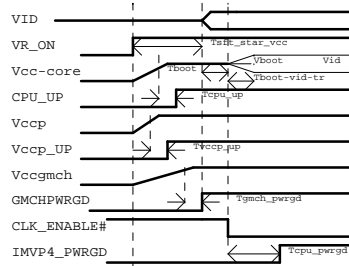 VID
VR_ON
Tsft_star_vcc
Vcc-core
Tboot
Vboot
Vid
Tboot-vid-tr
CPU_UP
Tcpu_up
Vccp
Vccp_UP
Tvccp_up
Vccgmch
GMCHPWRGD
Tgmch_pwrgd
CLK_ENABLE#
IMVP4_PWRGD
Tcpu_pwrgd